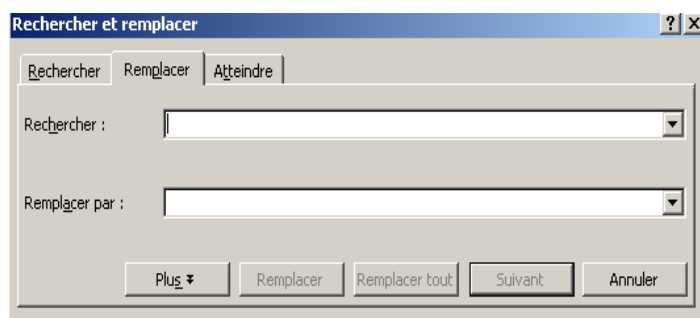 Rechercher et remplacer ? X
Rechercher Remplacer Atteindre
Rechercher :
Remplacer par :
Plus Remplacer Remplacer tout Suivant Annuler